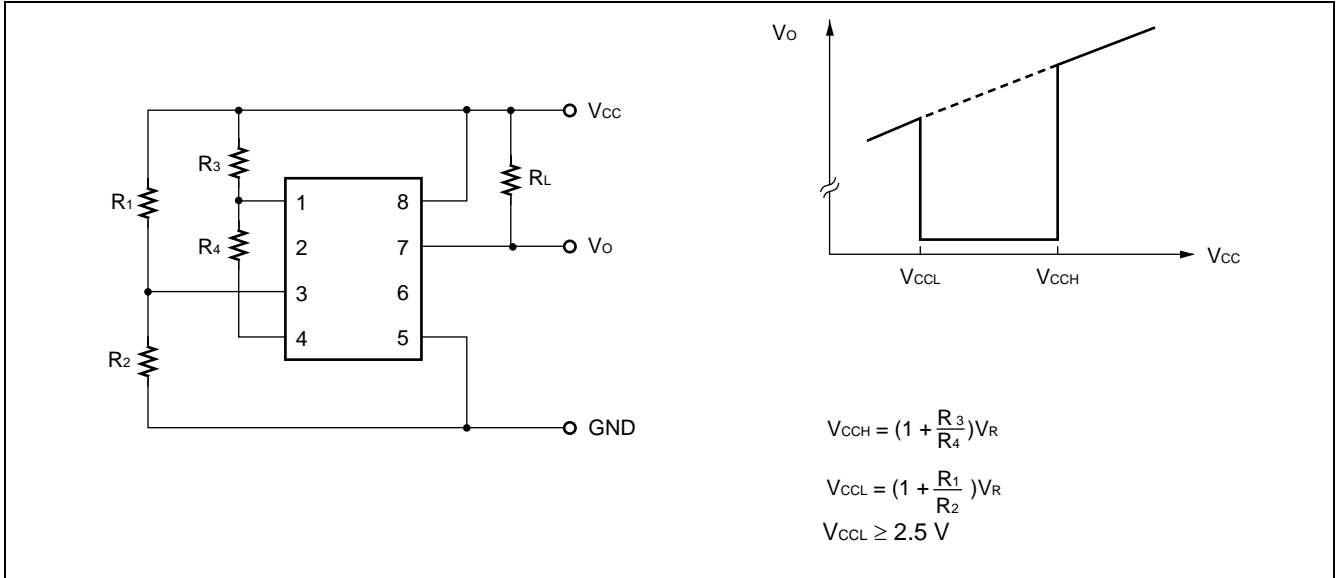 VCC
R3
RL
R1
1 8
R4
2 7
VO
3 6
4 5
R2
GND
VO
VCC
VCCL VCCH
VCCH = (1 + R3/R4)VR
VCCL = (1 + R1/R2)VR
VCCL ≥ 2.5 V